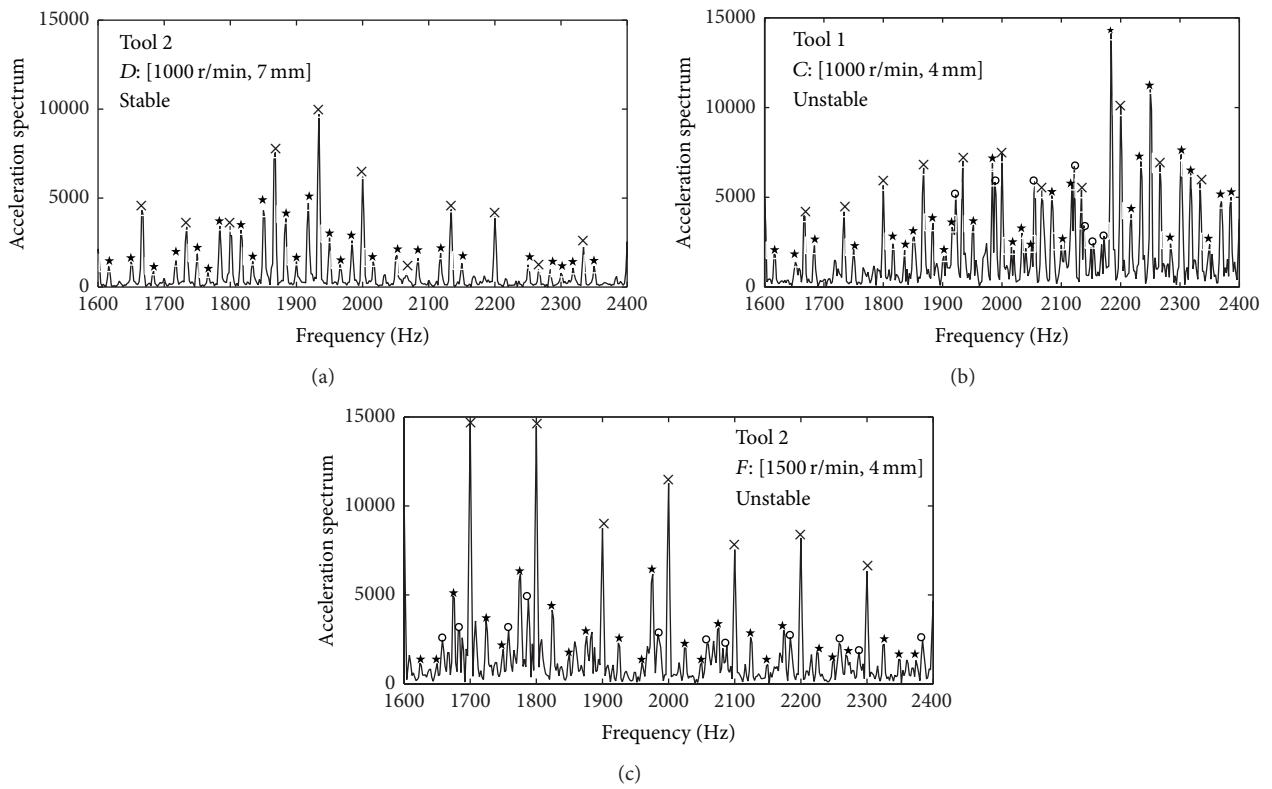 15000
10000
5000
0
Acceleration spectrum
Tool 2
D: [1000 r/min, 7 mm]
Stable
1600 1700 1800 1900 2000 2100 2200 2300 2400
Frequency (Hz)
(a)
15000
10000
5000
0
Acceleration spectrum
Tool 1
C: [1000 r/min, 4 mm]
Unstable
1600 1700 1800 1900 2000 2100 2200 2300 2400
Frequency (Hz)
(b)
15000
10000
5000
0
Acceleration spectrum
Tool 2
F: [1500 r/min, 4 mm]
Unstable
1600 1700 1800 1900 2000 2100 2200 2300 2400
Frequency (Hz)
(c)